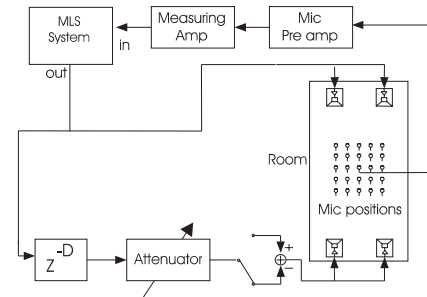 MLS
System
in
out
Measuring
Amp
Mic
Pre amp
Room
Mic positions
Z-D
Attenuator
+
−